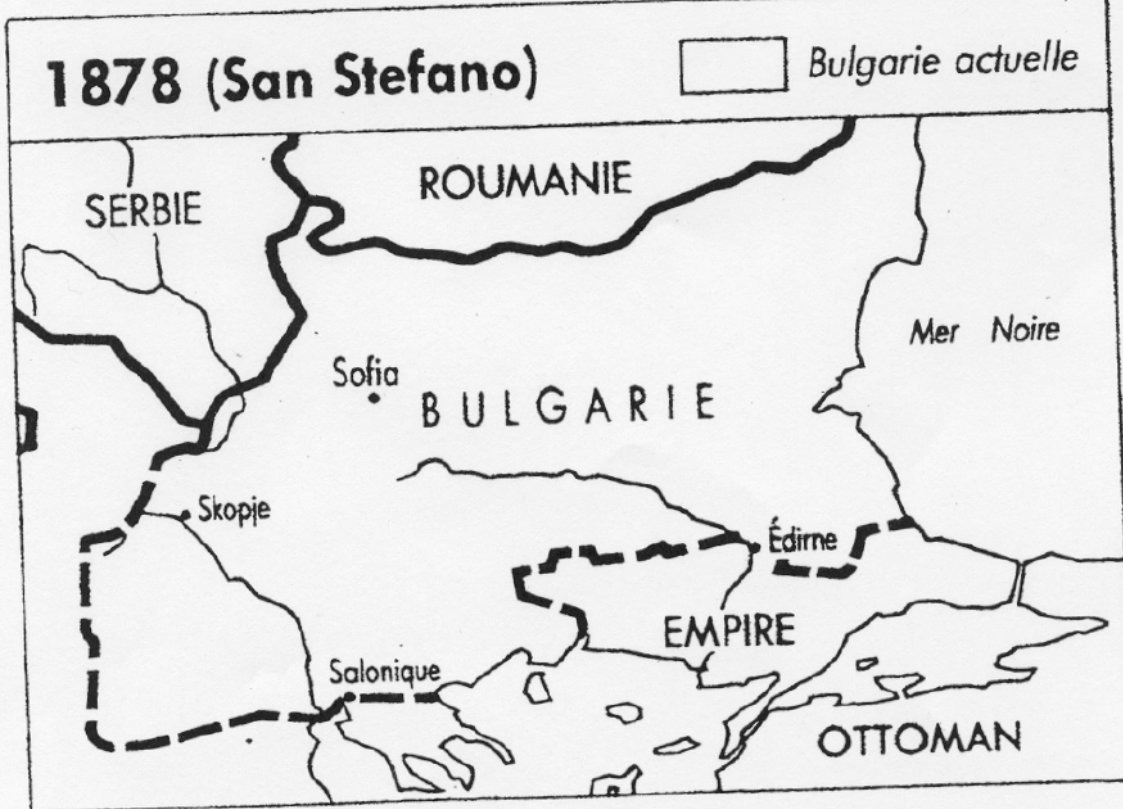 1878 (San Stefano)
Bulgarie actuelle
ROUMANIE
SERBIE
Mer Noire
Sofia
BULGARIE
Skopje
Édirne
EMPIRE
Salonique
OTTOMAN